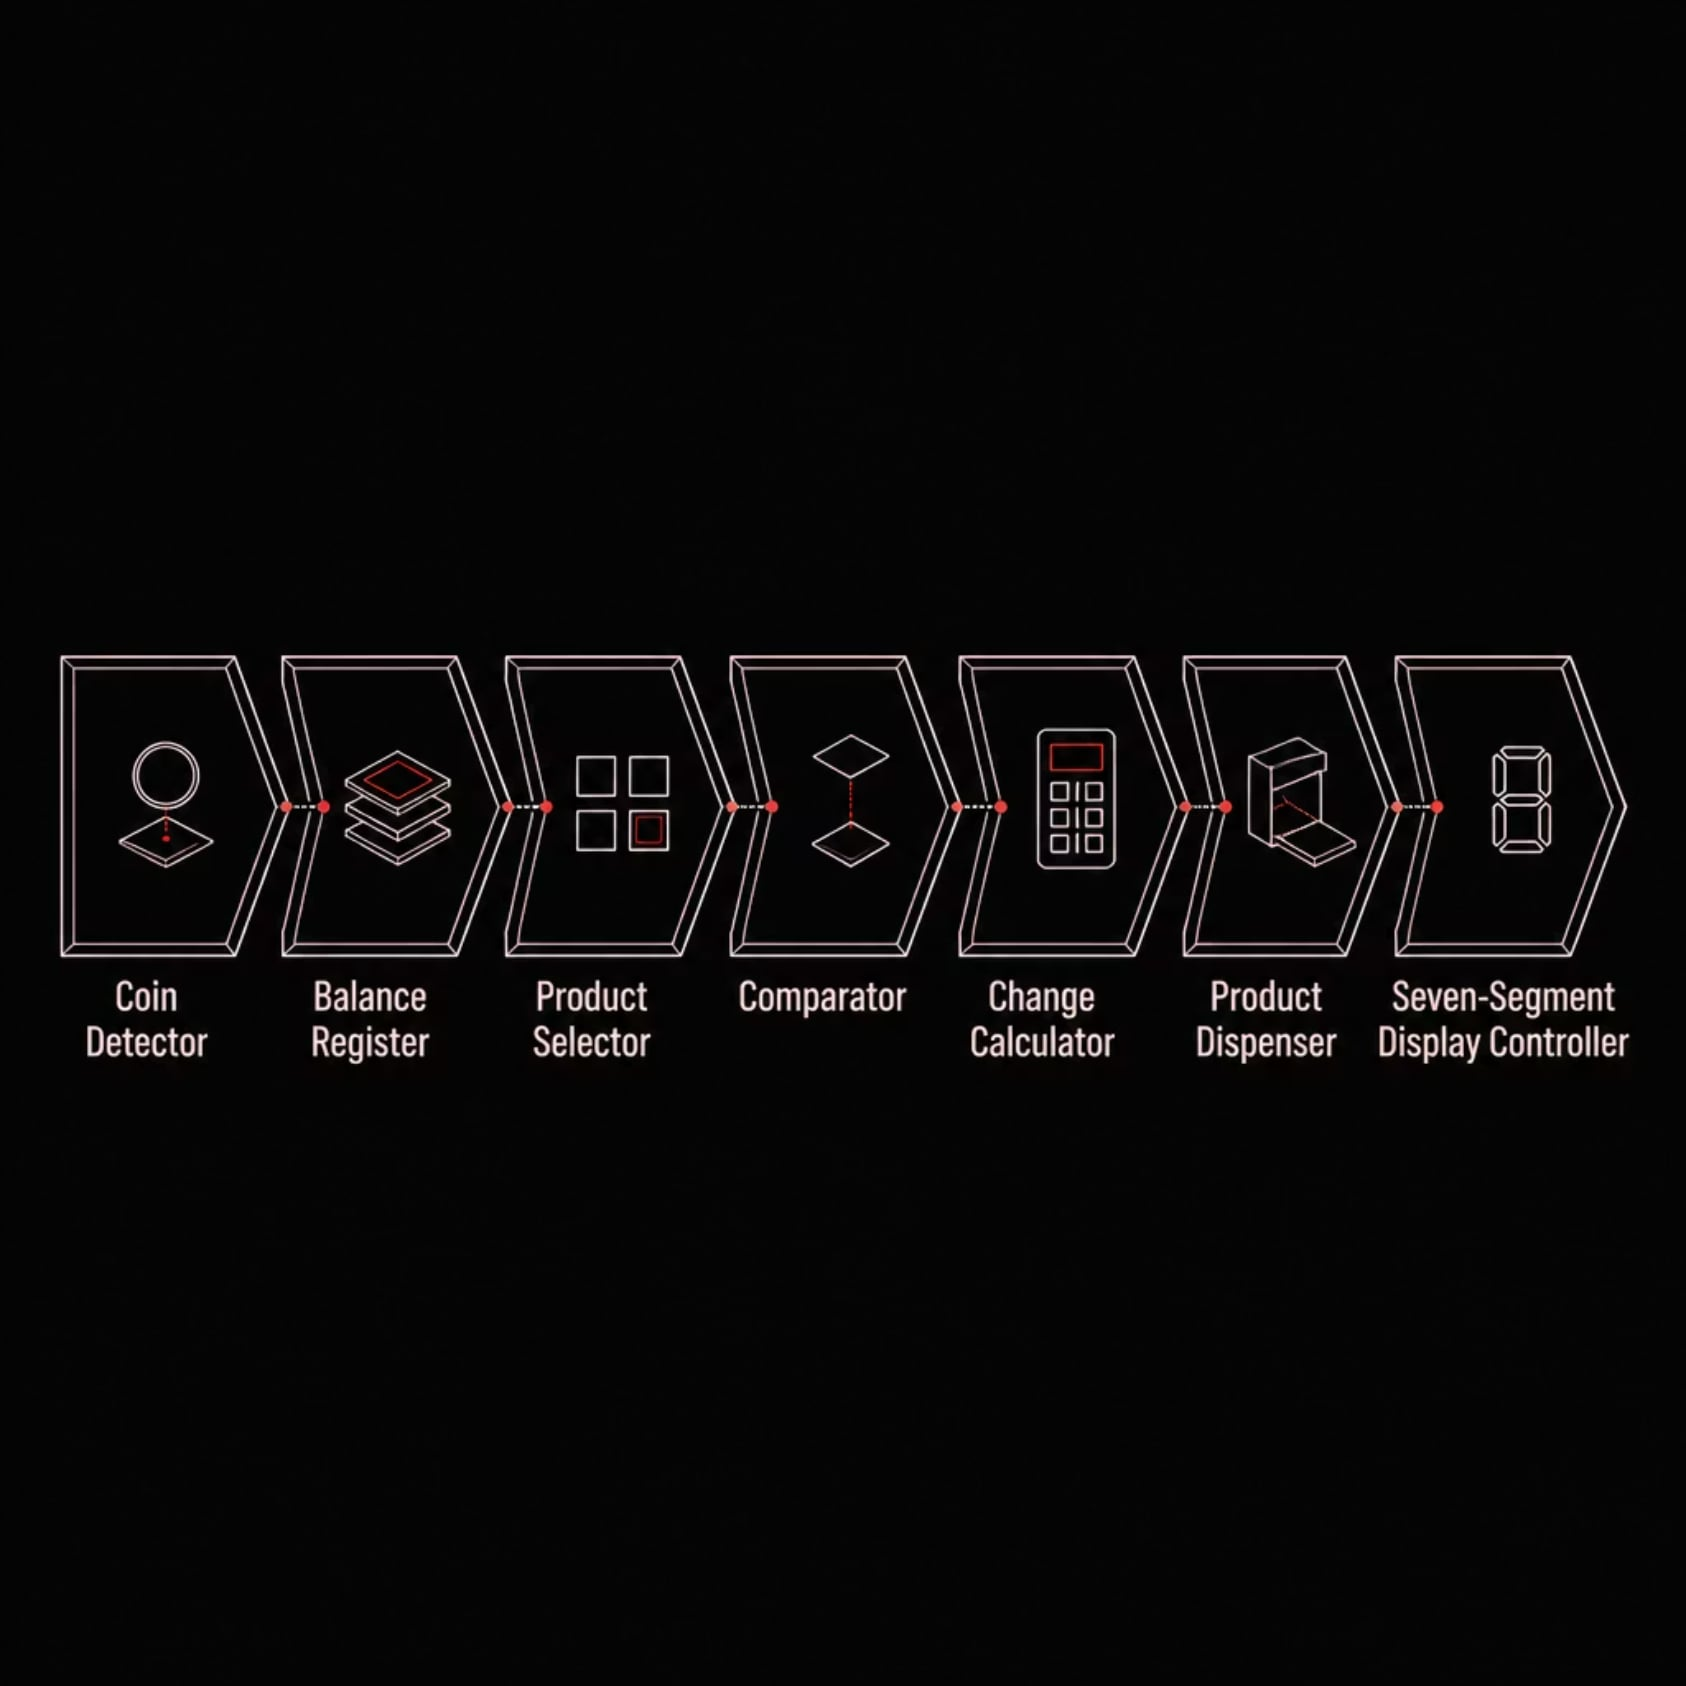 Coin
Detector
Balance
Register
Product
Selector
Comparator
Change
Calculator
Product
Dispenser
Seven-Segment
Display Controller